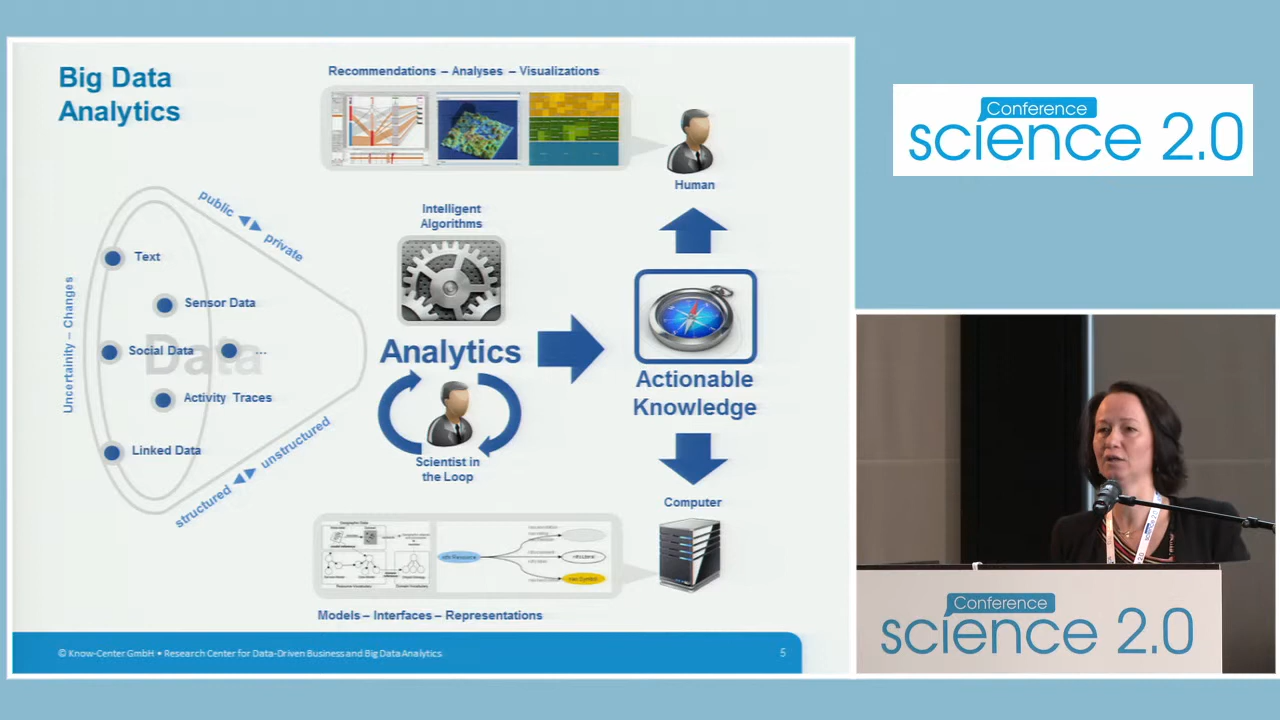 Big Data
Analytics
Recommendations – Analyses – Visualizations
Human
public
private
Intelligent
Algorithms
Text
Sensor Data
Social Data
...
Data
Activity Traces
Linked Data
Uncertainity – Changes
structured
unstructured
Analytics
Scientist in
the Loop
Actionable
Knowledge
Computer
Models – Interfaces – Representations
© Know-Center GmbH • Research Center for Data-Driven Business and Big Data Analytics
5
Conference
science 2.0
Conference
science 2.0